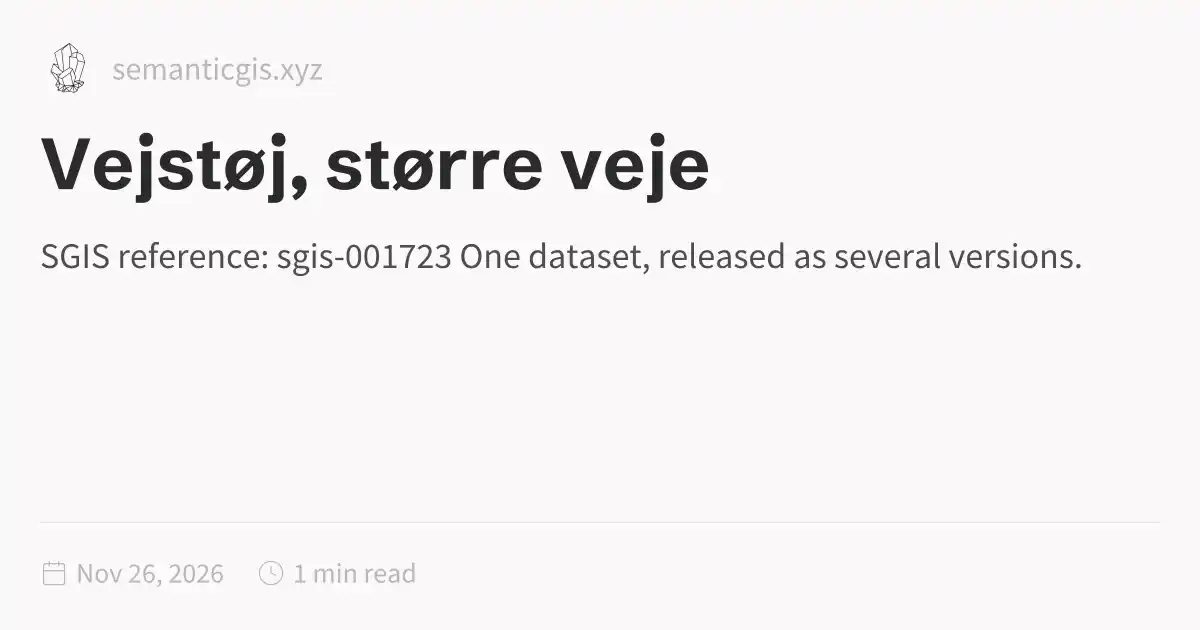 semanticgis.xyz
Vejstøj, større veje
SGIS reference: sgis-001723 One dataset, released as several versions.
Nov 26, 2026 1 min read